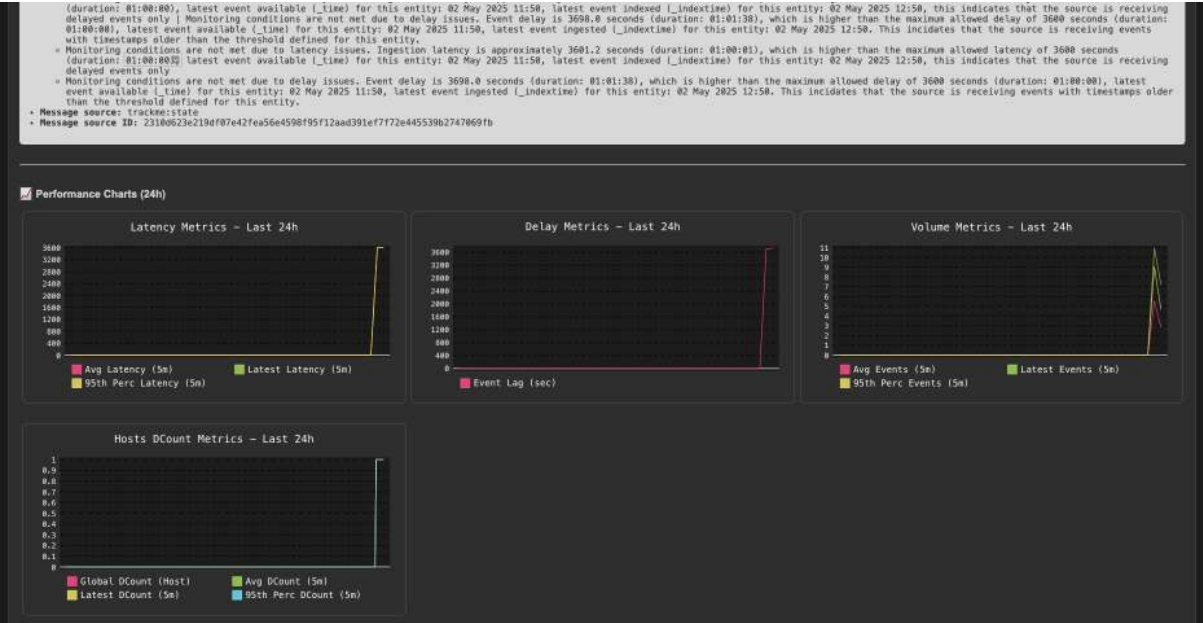 (duration: 01:00:00), latest event available (_time) for this entity: 02 May 2025 11:50, latest event indexed (_indextime) for this entity: 02 May 2025 12:50, this indicates that the source is receiving
delayed events only | Monitoring conditions are not met due to delay issues. Event delay is 3698.0 seconds (duration: 01:01:38), which is higher than the maximum allowed delay of 3600 seconds (duration:
01:00:00), latest event available (_time) for this entity: 02 May 2025 11:50, latest event ingested (_indextime) for this entity: 02 May 2025 12:50. This incidates that the source is receiving events
with timestamps older than the threshold defined for this entity.
Monitoring conditions are not met due to latency issues. Ingestion latency is approximately 3601.2 seconds (duration: 01:00:01), which is higher than the maximum allowed latency of 3600 seconds
(duration: 01:00:00), latest event available (_time) for this entity: 02 May 2025 11:50, latest event indexed (_indextime) for this entity: 02 May 2025 12:50, this indicates that the source is receiving
delayed events only
Monitoring conditions are not met due to delay issues. Event delay is 3698.0 seconds (duration: 01:01:38), which is higher than the maximum allowed delay of 3600 seconds (duration: 01:00:00), latest
event available (_time) for this entity: 02 May 2025 11:50, latest event ingested (_indextime) for this entity: 02 May 2025 12:50. This incidates that the source is receiving events with timestamps older
than the threshold defined for this entity.
• Message source: trackme:state
• Message source ID: 2310d623e219df07e42fea56e4598f95f12aad391ef7f72e445539b2747069fb
Performance Charts (24h)
Latency Metrics – Last 24h
3600
3200
2800
2400
2000
1600
1200
800
400
0
Avg Latency (5m)
Latest Latency (5m)
95th Perc Latency (5m)
Delay Metrics – Last 24h
3600
3200
2800
2400
2000
1600
1200
800
400
0
Event Lag (sec)
Volume Metrics – Last 24h
11
10
9
8
7
6
5
4
3
2
1
0
Avg Events (5m)
Latest Events (5m)
95th Perc Events (5m)
Hosts DCount Metrics – Last 24h
1
0.9
0.8
0.7
0.6
0.5
0.4
0.3
0.2
0.1
0
Global DCount (Host)
Avg DCount (5m)
Latest DCount (5m)
95th Perc DCount (5m)